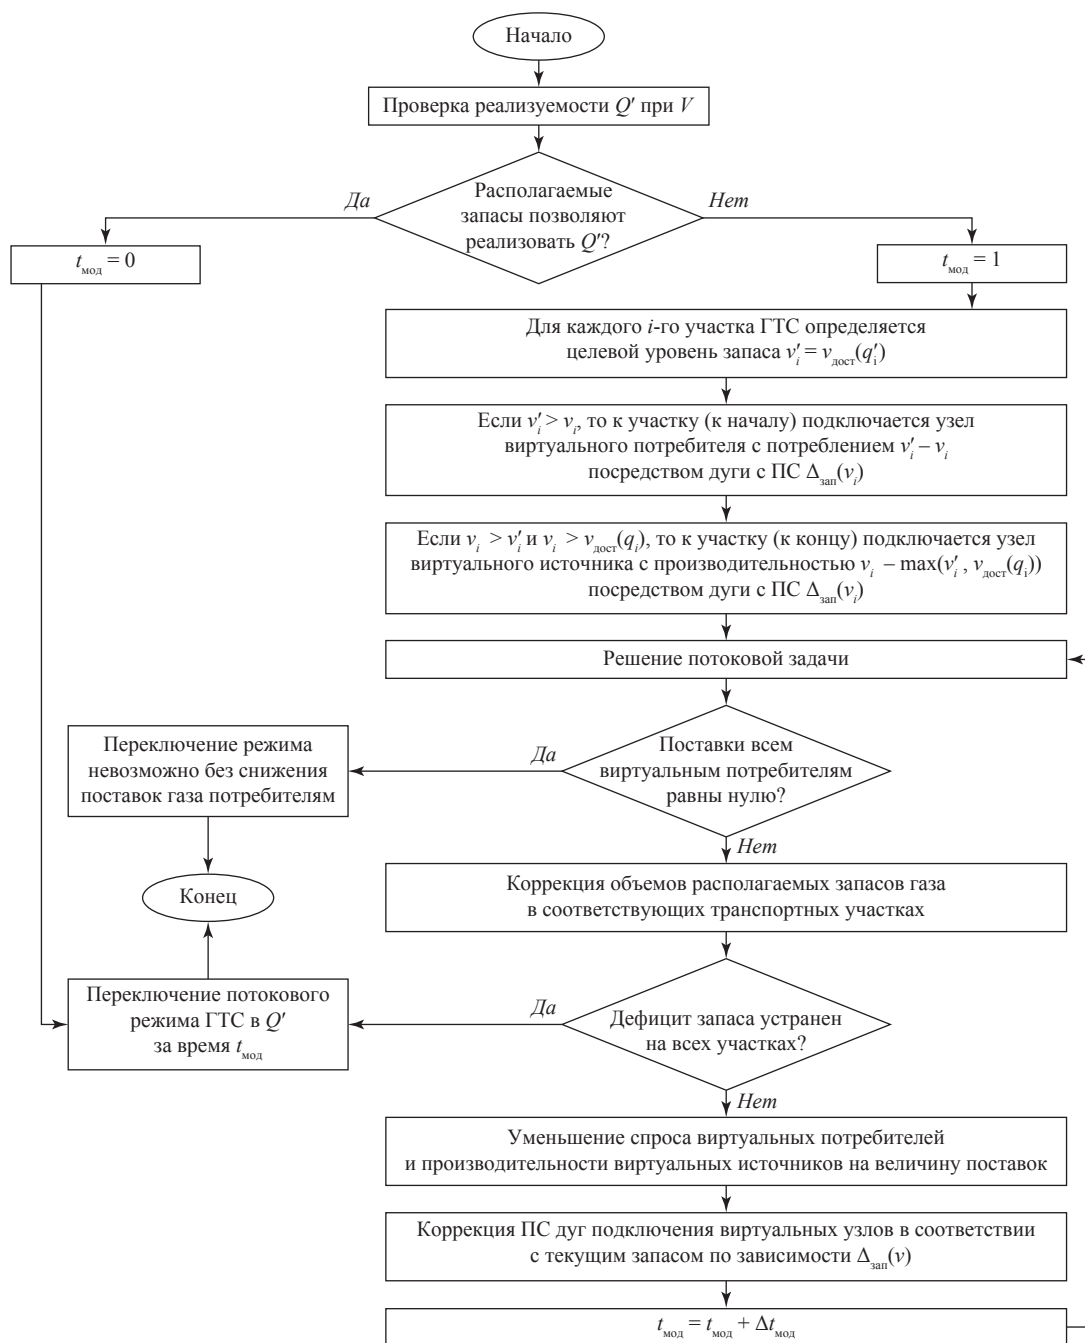 Начало
Проверка реализуемости Q′ при V
Располагаемые
запасы позволяют
реализовать Q′?
Да
Нет
t_мод = 0
t_мод = 1
Для каждого i-го участка ГТС определяется
целевой уровень запаса v′_i = v_дост(q′_i)
Если v′_i > v_i, то к участку (к началу) подключается узел
виртуального потребителя с потреблением v′_i – v_i
посредством дуги с ПС Δ_зап(v_i)
Если v_i > v′_i и v_i > v_дост(q_i), то к участку (к концу) подключается узел
виртуального источника с производительностью v_i – max(v′_i , v_дост(q_i))
посредством дуги с ПС Δ_зап(v_i)
Решение потоковой задачи
Поставки всем
виртуальным потребителям
равны нулю?
Да
Переключение режима
невозможно без снижения
поставок газа потребителям
Нет
Конец
Коррекция объемов располагаемых запасов газа
в соответствующих транспортных участках
Дефицит запаса устранен
на всех участках?
Да
Переключение потокового
режима ГТС в Q′
за время t_мод
Нет
Уменьшение спроса виртуальных потребителей
и производительности виртуальных источников на величину поставок
Коррекция ПС дуг подключения виртуальных узлов в соответствии
с текущим запасом по зависимости Δ_зап(v)
t_мод = t_мод + Δt_мод